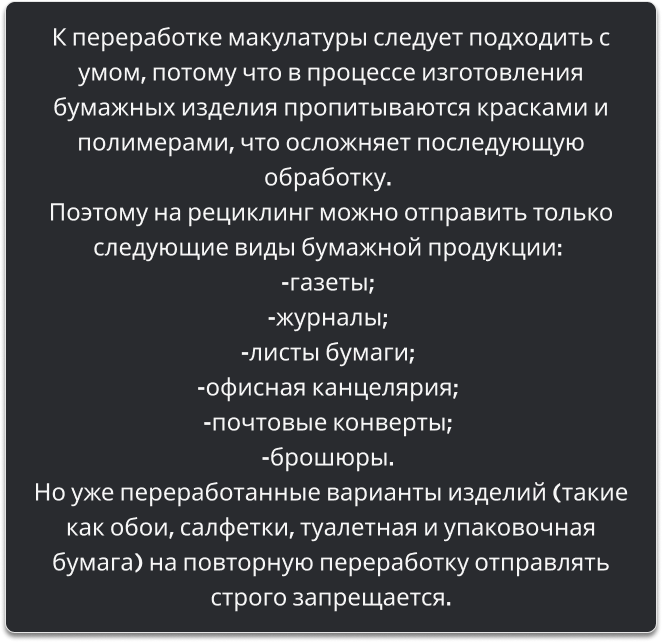 К переработке макулатуры следует подходить с
умом, потому что в процессе изготовления
бумажных изделия пропитываются красками и
полимерами, что осложняет последующую
обработку.
Поэтому на рециклинг можно отправить только
следующие виды бумажной продукции:
-газеты;
-журналы;
-листы бумаги;
-офисная канцелярия;
-почтовые конверты;
-брошюры.
Но уже переработанные варианты изделий (такие
как обои, салфетки, туалетная и упаковочная
бумага) на повторную переработку отправлять
строго запрещается.